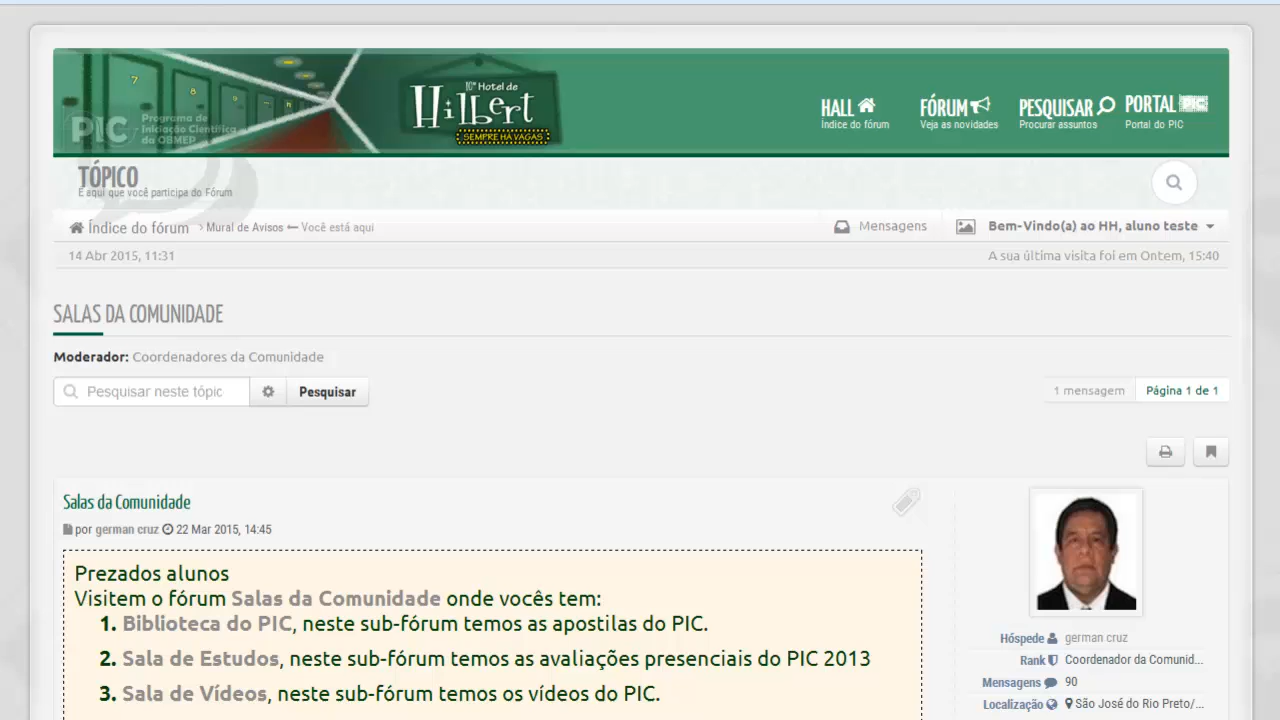 7
8
9
PIC Programa de
Iniciação Científica
da OBMEP
10º Hotel de
Hilbert
SEMPRE HÁ VAGAS
HALL
Índice do fórum
FÓRUM
Veja as novidades
PESQUISAR
Procurar assuntos
PORTAL PIC
Portal do PIC
TÓPICO
É aqui que você participa do Fórum
Índice do fórum › Mural de Avisos Você está aqui
Mensagens
Bem-Vindo(a) ao HH, aluno teste
14 Abr 2015, 11:31
A sua última visita foi em Ontem, 15:40
SALAS DA COMUNIDADE
Moderador: Coordenadores da Comunidade
Pesquisar neste tópic
Pesquisar
1 mensagem
Página 1 de 1
Salas da Comunidade
por german cruz 22 Mar 2015, 14:45
Prezados alunos
Visitem o fórum Salas da Comunidade onde vocês tem:
1. Biblioteca do PIC, neste sub-fórum temos as apostilas do PIC.
2. Sala de Estudos, neste sub-fórum temos as avaliações presenciais do PIC 2013
3. Sala de Vídeos, neste sub-fórum temos os vídeos do PIC.
Hóspede german cruz
Rank Coordenador da Comunid...
Mensagens 90
Localização São José do Rio Preto/...